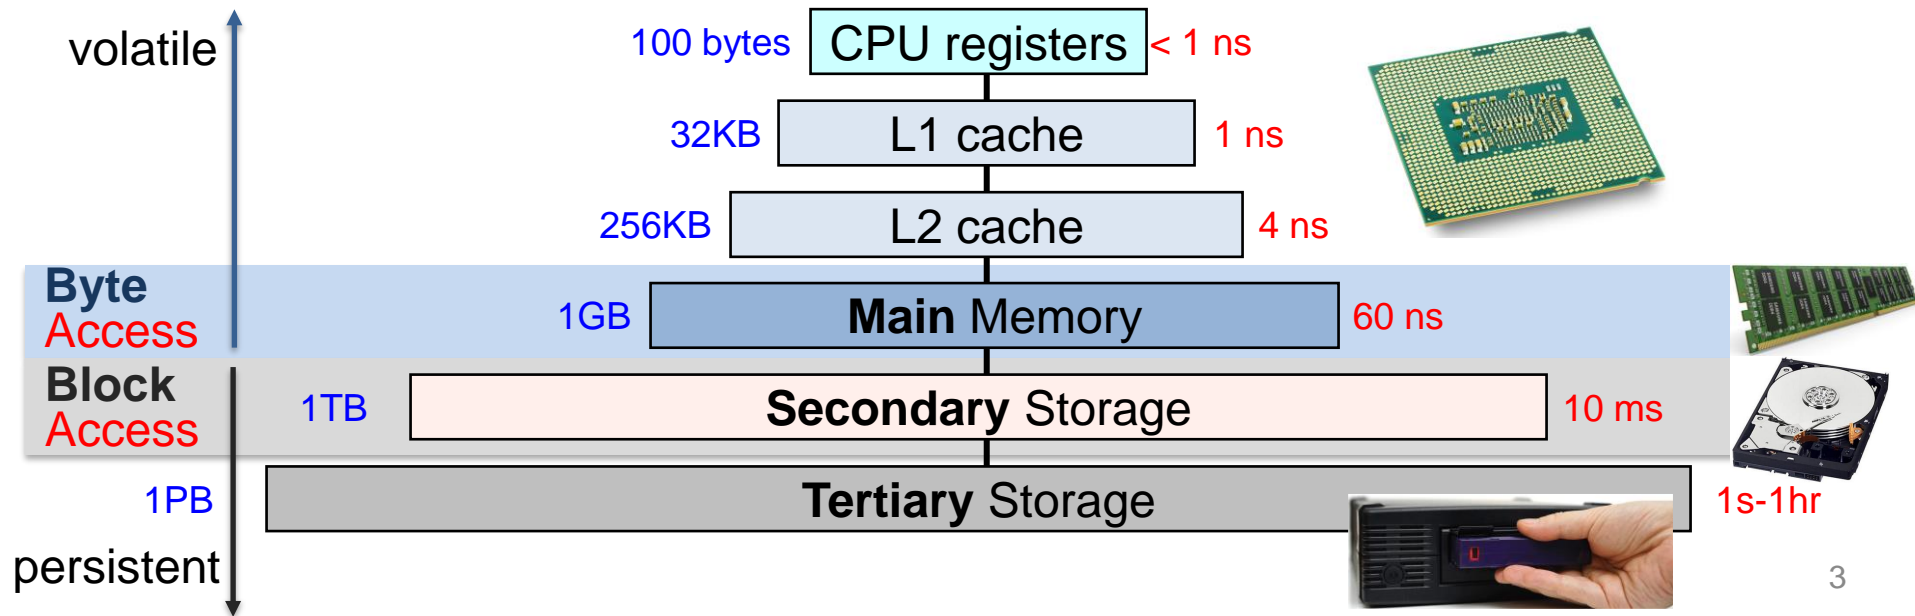 volatile
100 bytes CPU registers < 1 ns
32KB L1 cache 1 ns
256KB L2 cache 4 ns
Byte
Access
1GB Main Memory 60 ns
Block
Access
1TB Secondary Storage 10 ms
1PB Tertiary Storage 1s-1hr
persistent
3